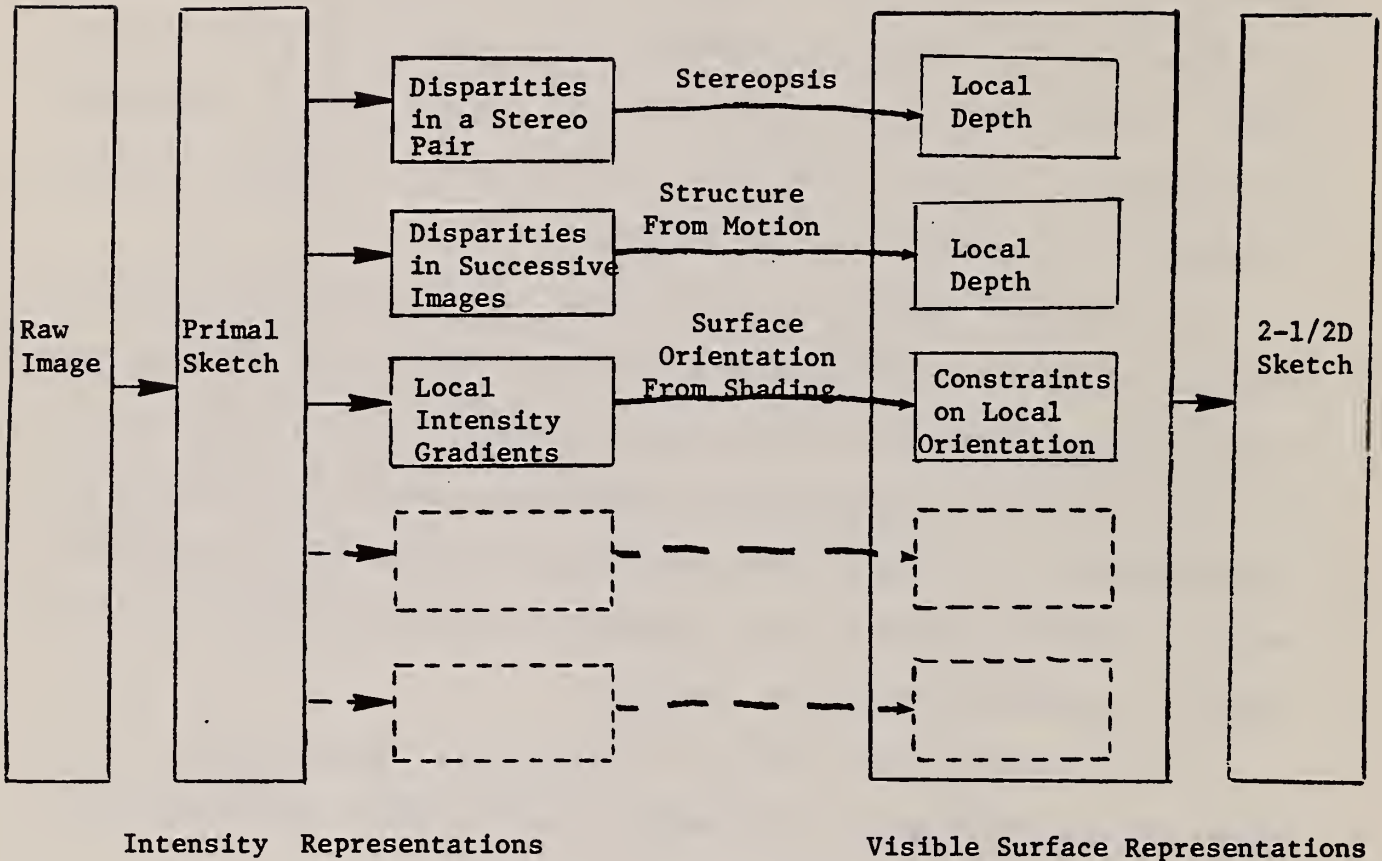 Raw
Image
Primal
Sketch
Disparities
in a Stereo
Pair
Stereopsis
Local
Depth
Disparities
in Successive
Images
Structure
From Motion
Local
Depth
Local
Intensity
Gradients
Surface
Orientation
From Shading
Constraints
on Local
Orientation
2-1/2D
Sketch
Intensity Representations
Visible Surface Representations